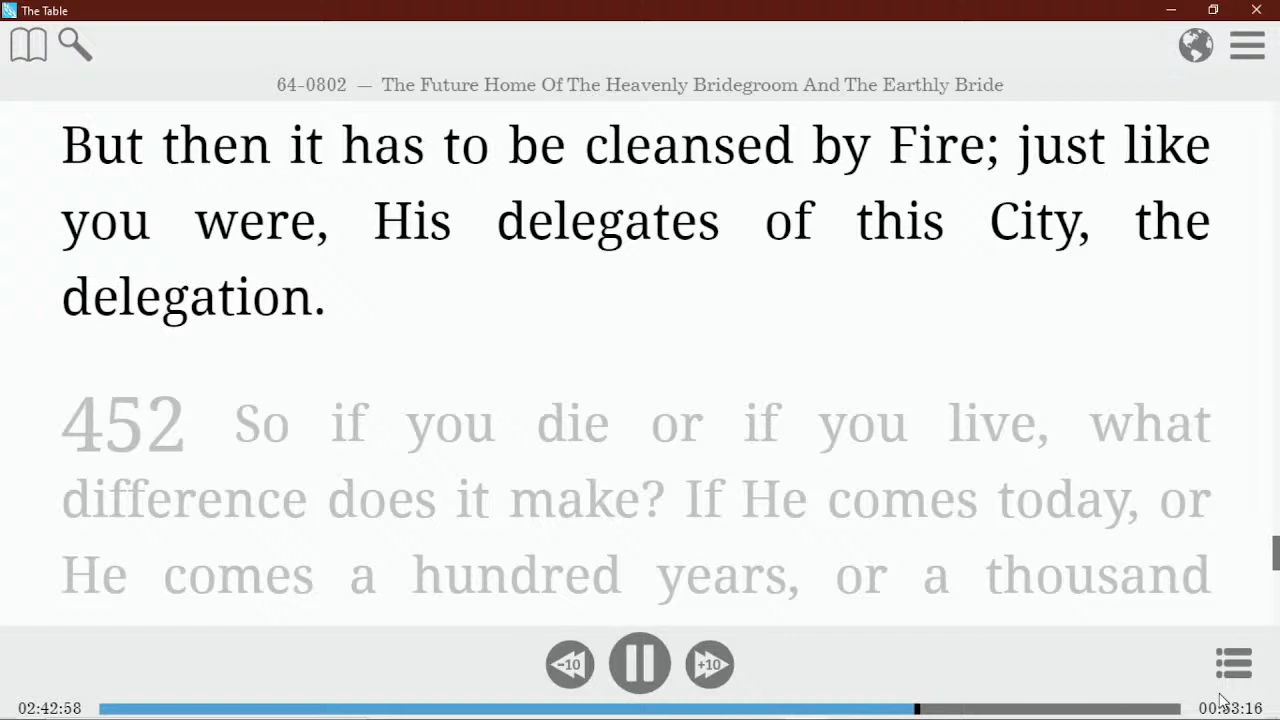 The Table
64-0802 — The Future Home Of The Heavenly Bridegroom And The Earthly Bride
But then it has to be cleansed by Fire; just like
you were, His delegates of this City, the
delegation.
452 So if you die or if you live, what
difference does it make? If He comes today, or
He comes a hundred years, or a thousand
-10
+10
02:42:58
00:53:16